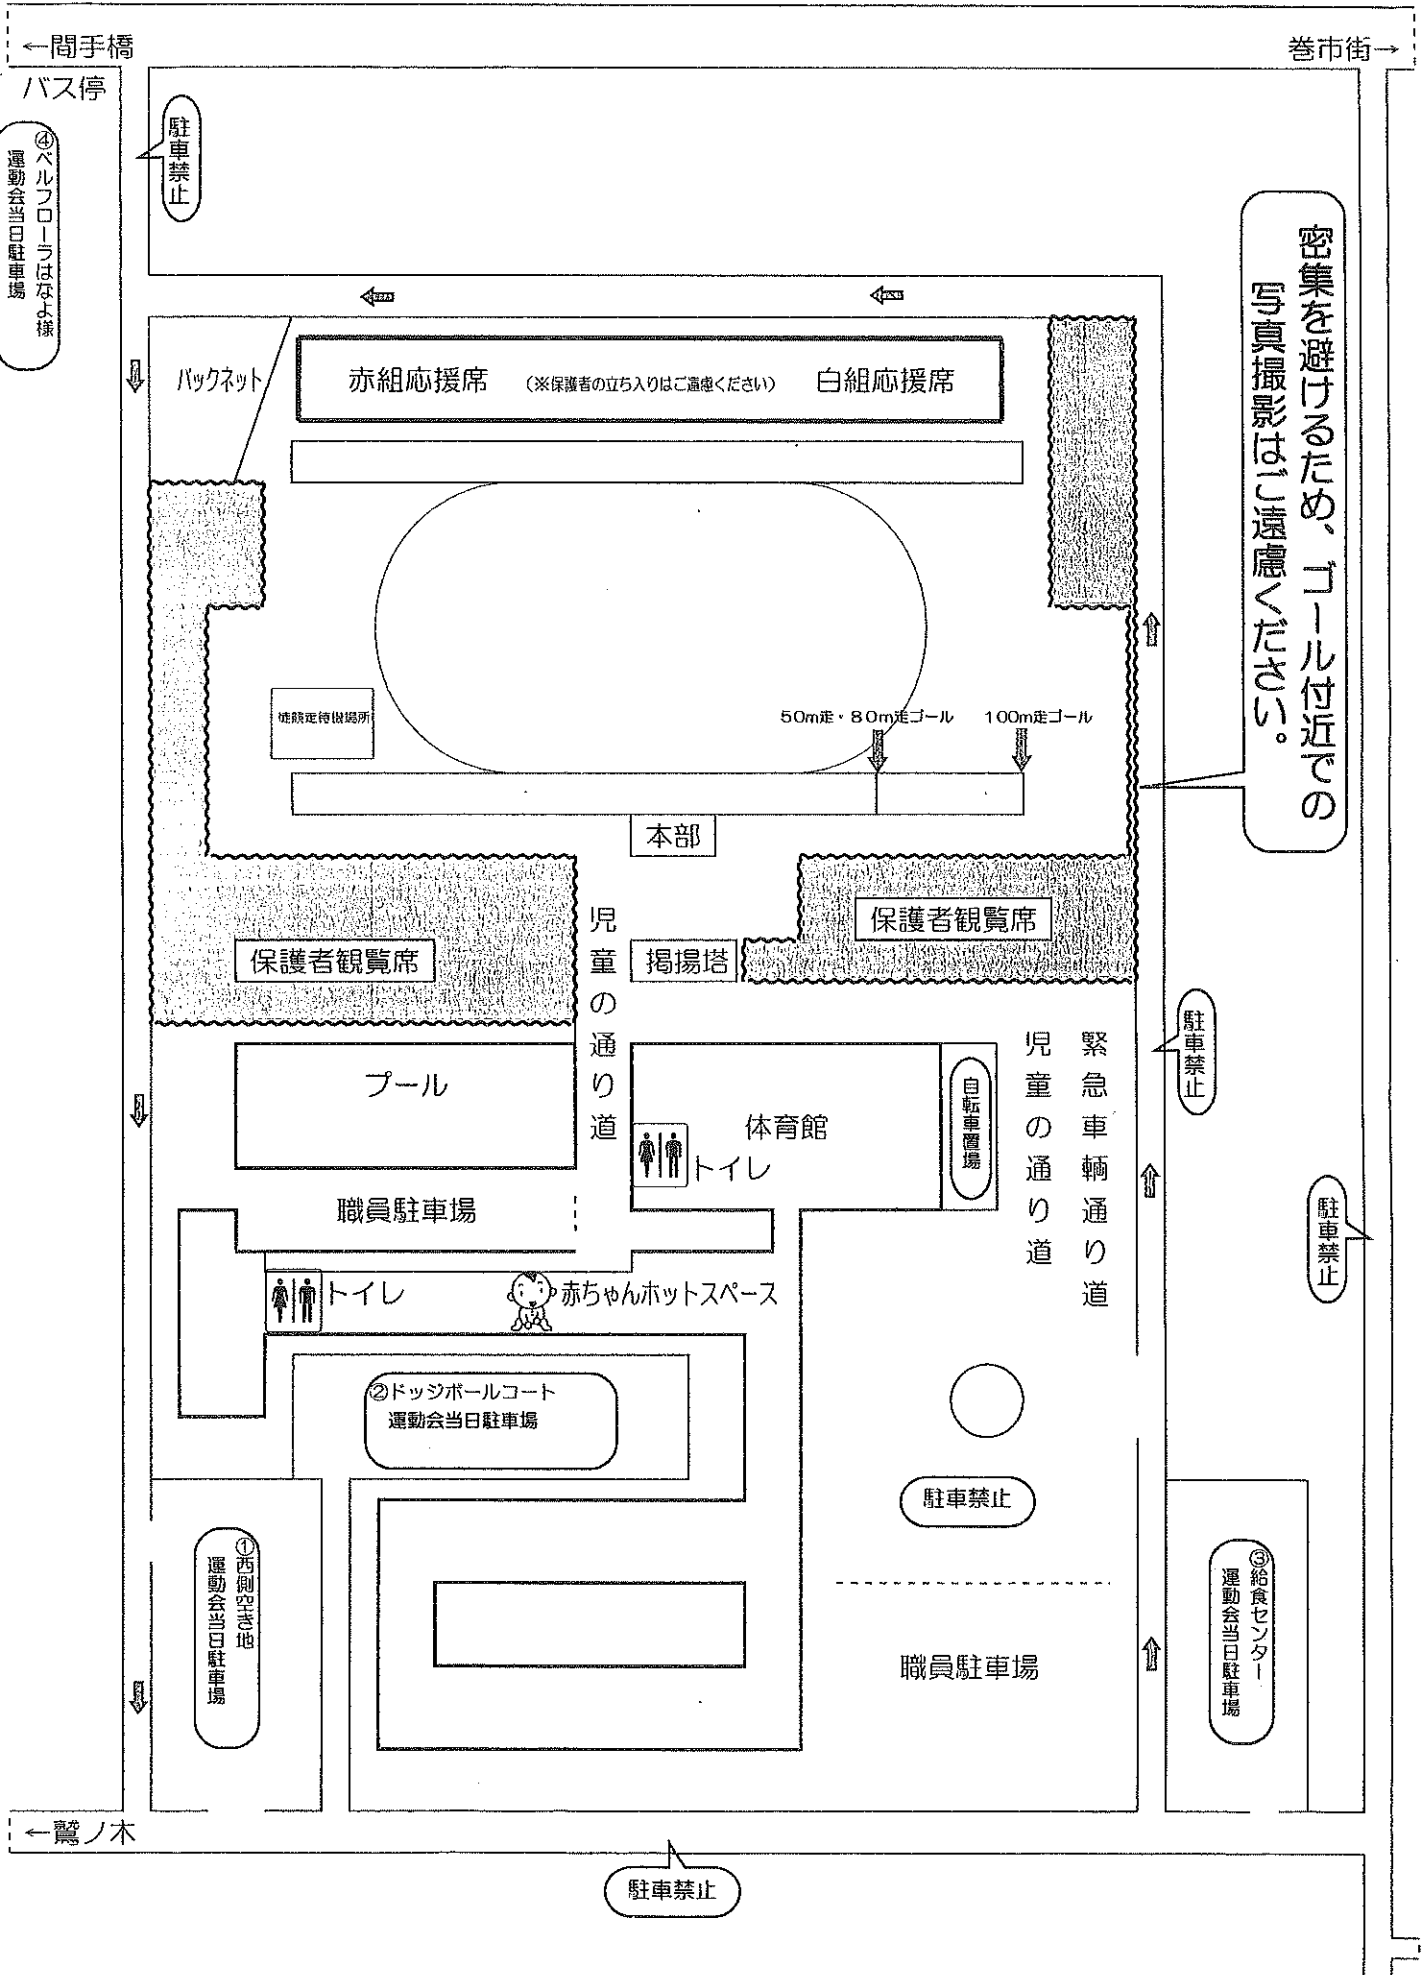 ←間手橋
巻市街→
バス停
④ベルフローラはなよ様
運動会当日駐車場
駐車禁止
密集を避けるため、ゴール付近での
写真撮影はご遠慮ください。
バックネット
赤組応援席 (※保護者の立ち入りはご遠慮ください) 白組応援席
50m走・80m走ゴール
100m走ゴール
本部
保護者観覧席
児童の通り道
掲揚塔
保護者観覧席
プール
体育館
トイレ
自転車置場
児童の通り道
緊急車輌通り道
駐車禁止
駐車禁止
職員駐車場
トイレ
赤ちゃんホットスペース
②ドッジボールコート
運動会当日駐車場
駐車禁止
①西側空き地
運動会当日駐車場
職員駐車場
③給食センター
運動会当日駐車場
←鷲ノ木
駐車禁止